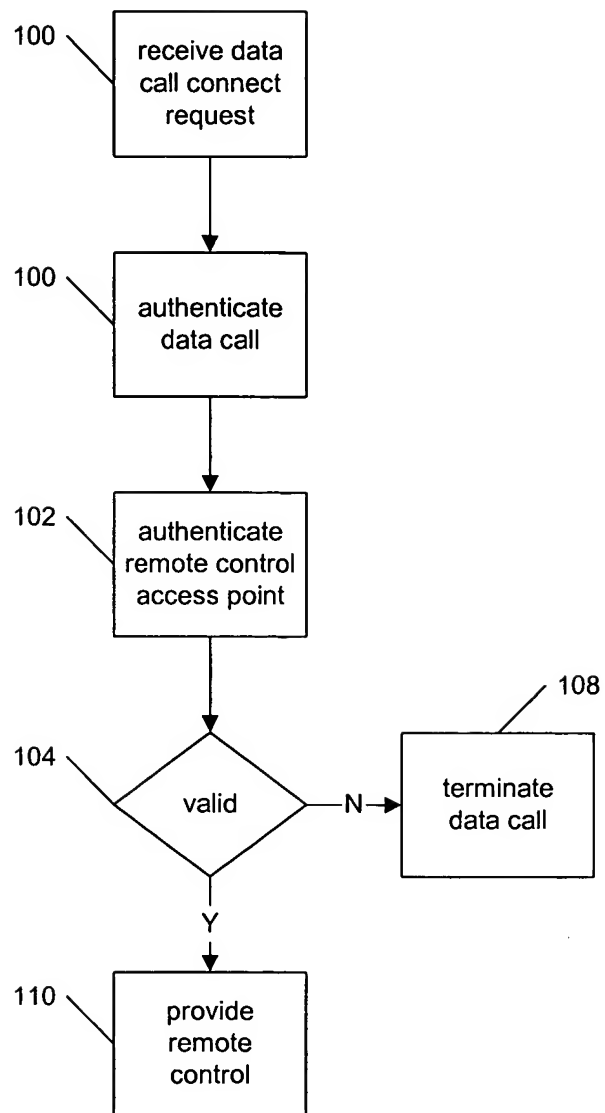 100
receive data
call connect
request
100
authenticate
data call
102
authenticate
remote control
access point
108
104
valid
N
terminate
data call
Y
110
provide
remote
control